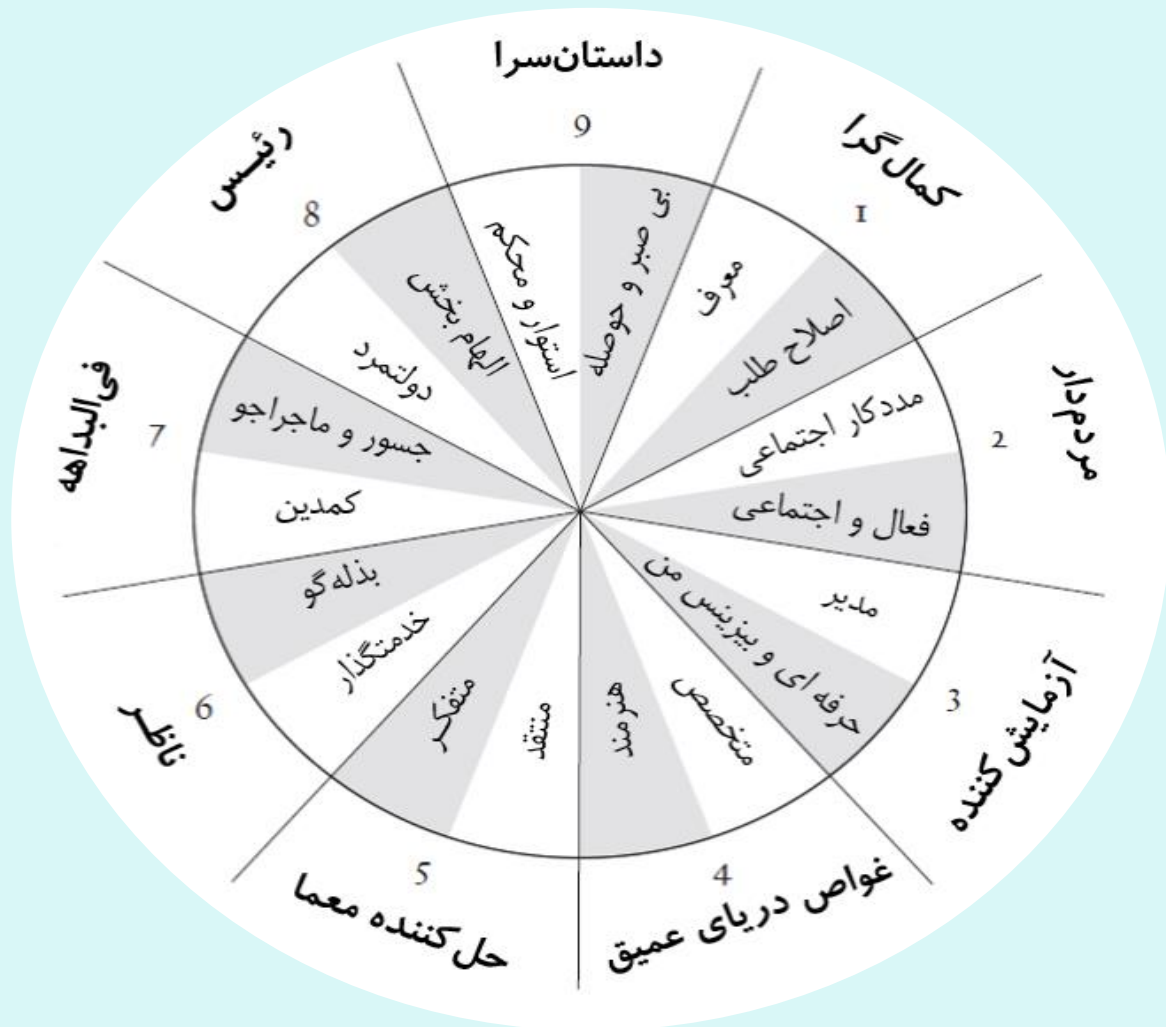 داستان‌سرا
9
بی صبر و حوصله
استوار و محکم
کمال‌گرا
1
معرف
اصلاح طلب
مردم‌دار
2
مددکار اجتماعی
فعال و اجتماعی
آزمایش کننده
3
مدیر
حرفه ای و بیزینس من
غواص دریای عمیق
4
متخصص
هنرمند
حل‌کننده معما
5
منتقد
متفکر
ناظر
6
خدمتگذار
بذله‌گو
فی‌البداهه
7
کمدین
جسور و ماجراجو
رئیس
8
دولتمرد
الهام بخش